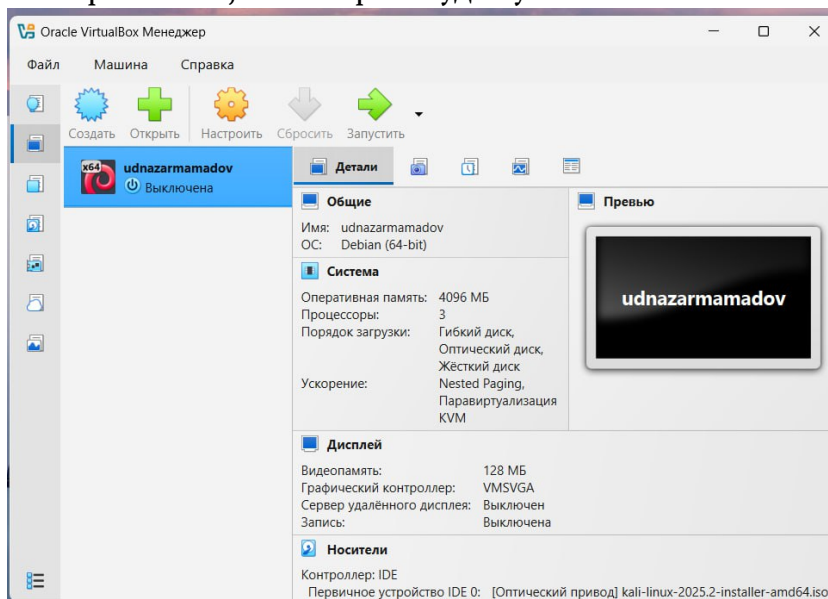 Oracle VirtualBox Менеджер
Файл Машина Справка
Создать Открыть Настроить Сбросить Запустить
x64 udnazarmamadov
Выключена
Детали
Общие
Имя: udnazarmamadov
ОС: Debian (64-bit)
Превью
udnazarmamadov
Система
Оперативная память: 4096 МБ
Процессоры: 3
Порядок загрузки: Гибкий диск,
Оптический диск,
Жёсткий диск
Ускорение: Nested Paging,
Паравиртуализация
KVM
Дисплей
Видеопамять: 128 МБ
Графический контроллер: VMSVGA
Сервер удалённого дисплея: Выключен
Запись: Выключена
Носители
Контроллер: IDE
Первичное устройство IDE 0: [Оптический привод] kali-linux-2025.2-installer-amd64.iso